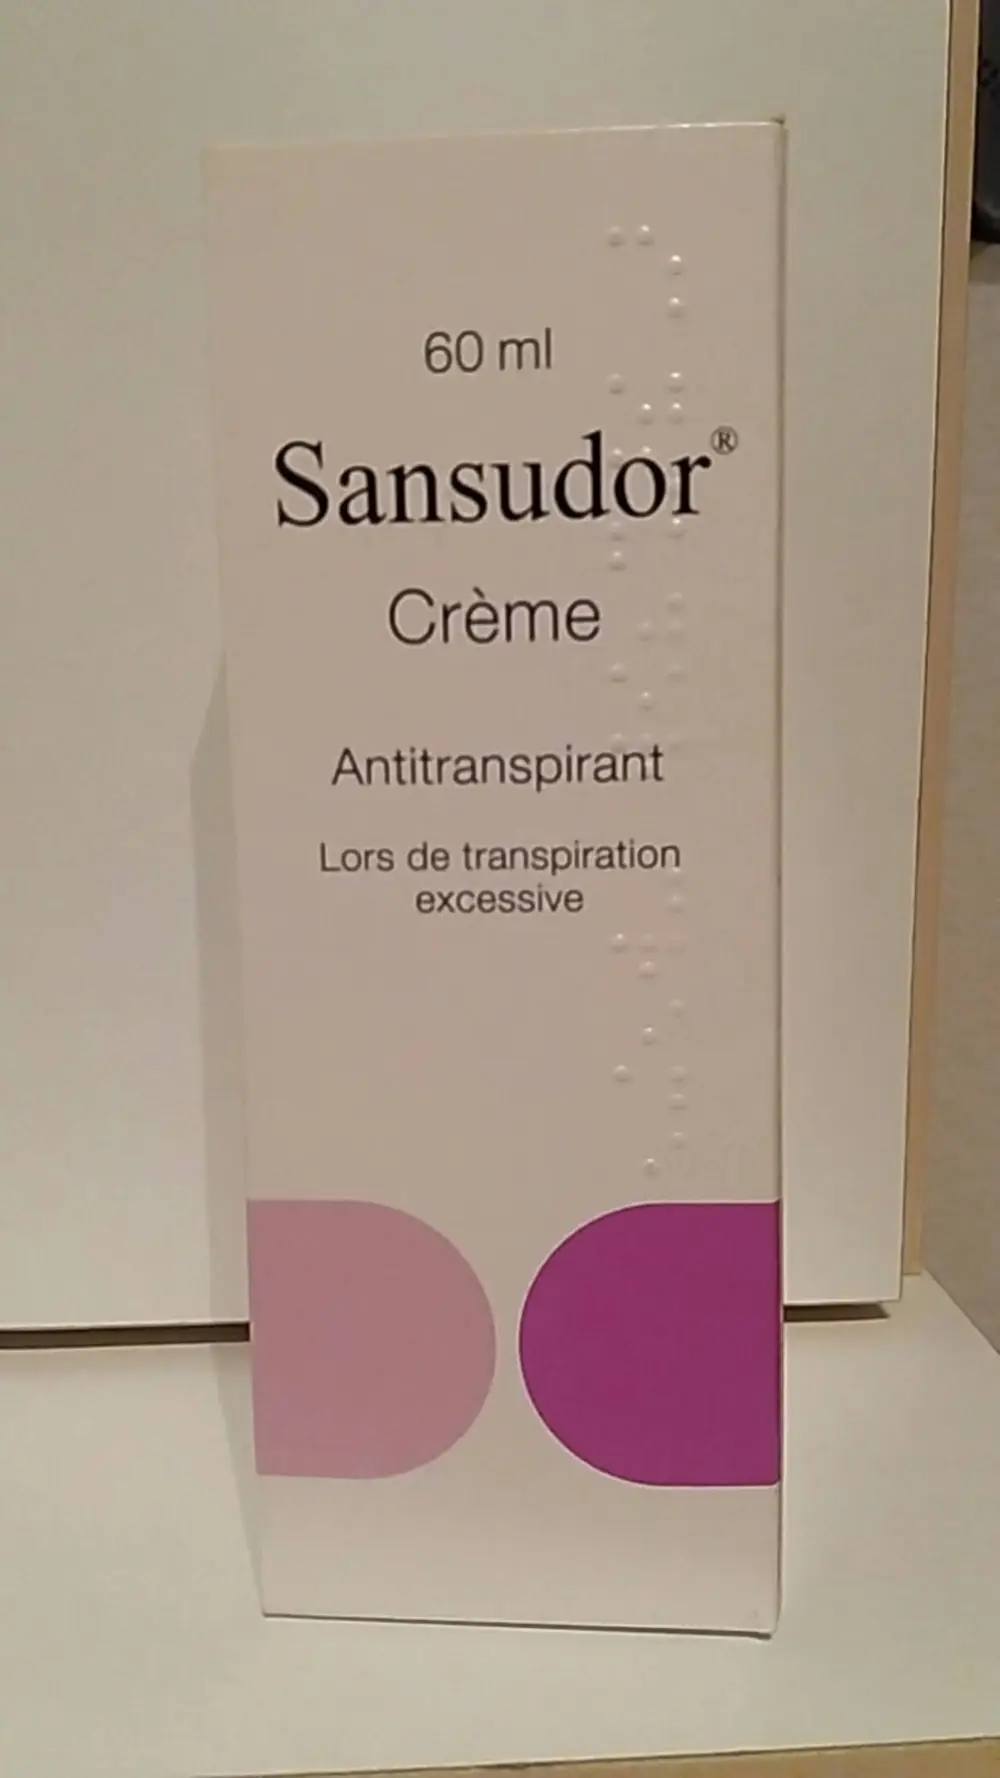 60 ml
Sansudor®
Crème
Antitranspirant
Lors de transpiration
excessive